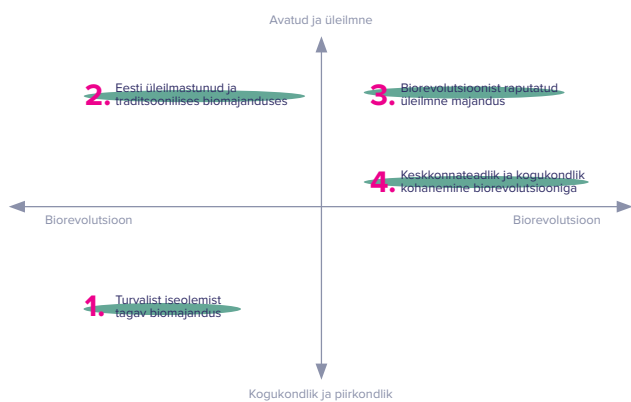 Avatud ja üleilmne
2. Eesti üleilmastunud ja
traditsoonilises biomajanduses
3. Biorevolutsioonist raputatud
üleilmne majandus
4. Keskkonnateadlik ja kogukondlik
kohanemine biorevolutsiooniga
Biorevolutsioon
Biorevolutsioon
1. Turvalist iseolemist
tagav biomajandus
Kogukondlik ja piirkondlik